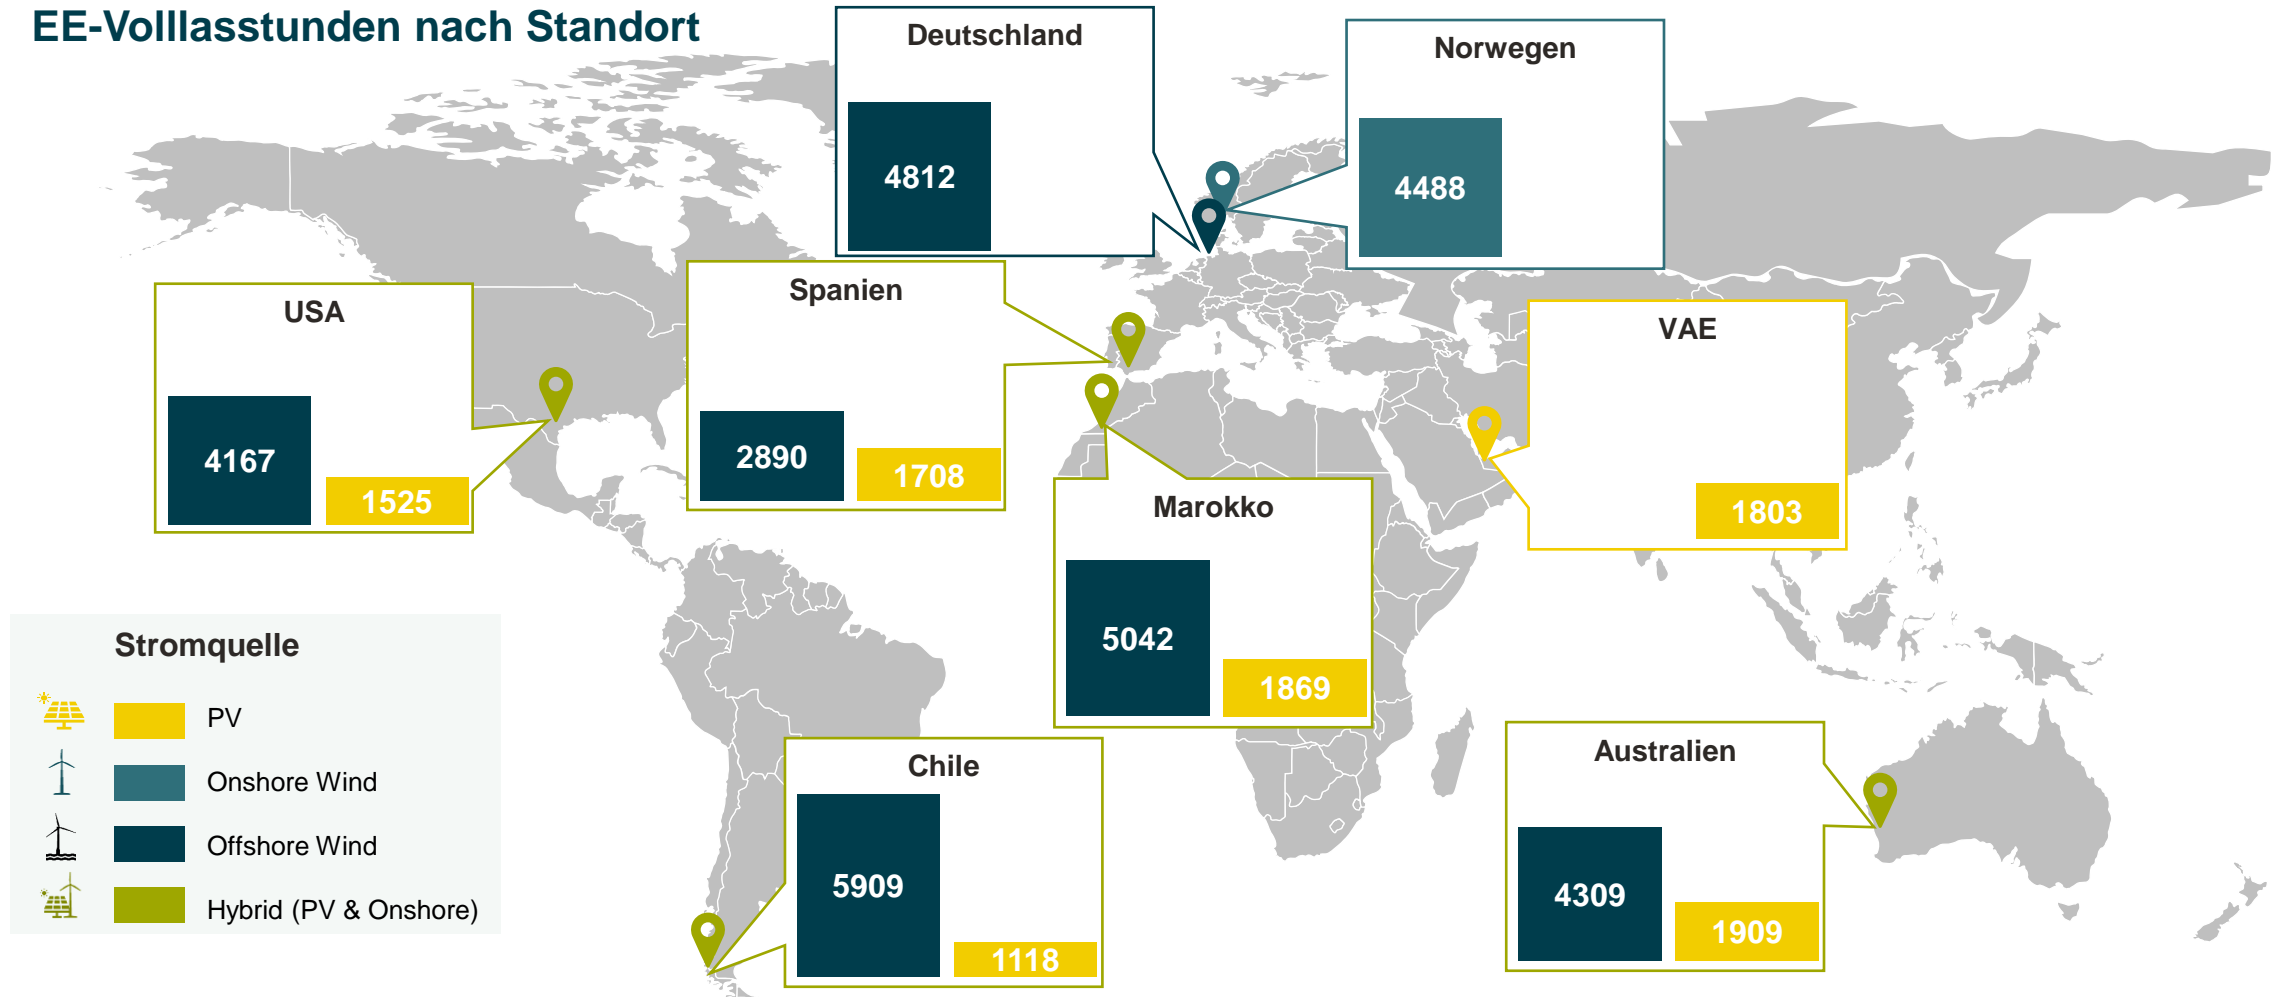 EE-Volllasstunden nach Standort
Deutschland
4812
Norwegen
4488
USA
4167
1525
Spanien
2890
1708
VAE
1803
Marokko
5042
1869
Chile
5909
1118
Australien
4309
1909
Stromquelle
PV
Onshore Wind
Offshore Wind
Hybrid (PV & Onshore)